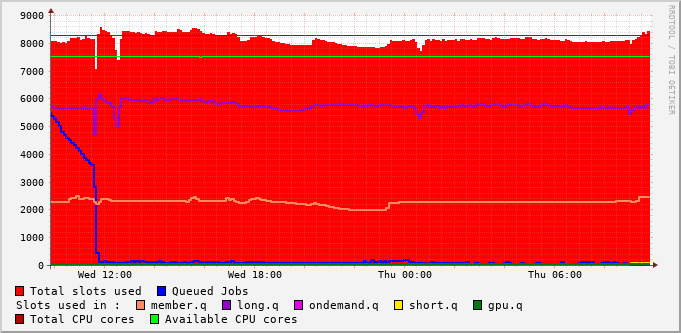 9000
8000
7000
6000
5000
4000
3000
2000
1000
0
Wed 12:00 Wed 18:00 Thu 00:00 Thu 06:00
RRDTOOL / TOBI OETIKER
Total slots used Queued Jobs
Slots used in : member.q long.q ondemand.q short.q gpu.q
Total CPU cores Available CPU cores